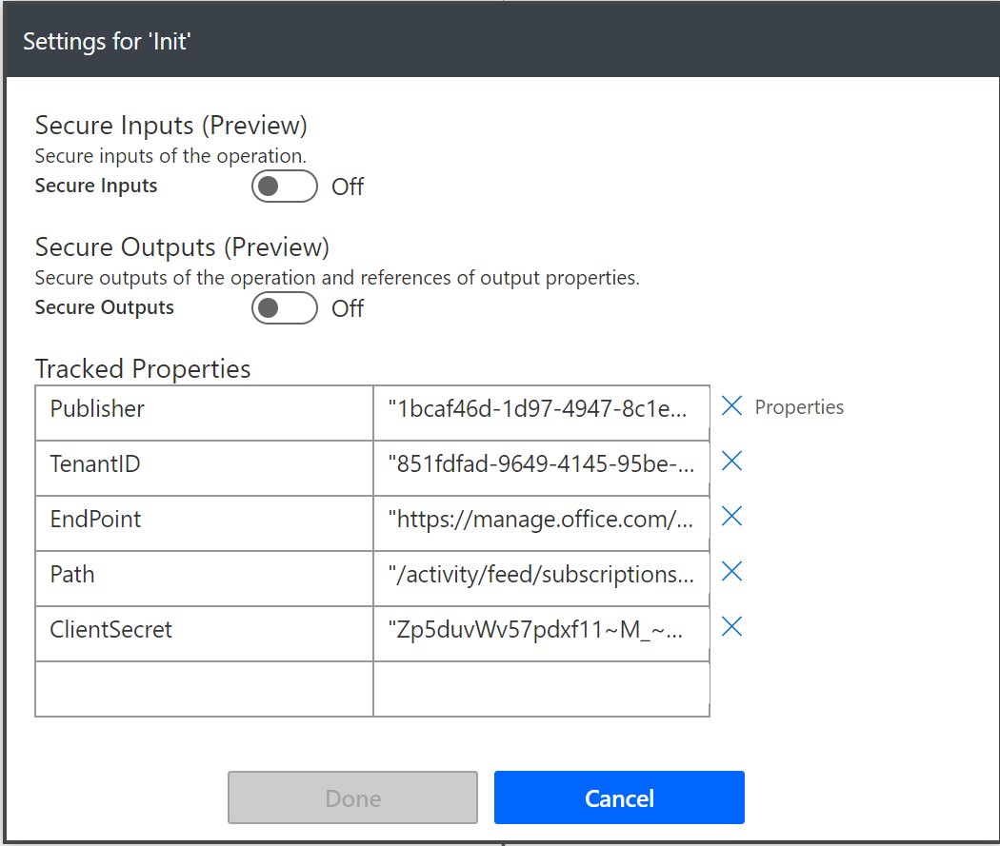 Settings for 'Init'
Secure Inputs (Preview)
Secure inputs of the operation.
Secure Inputs Off
Secure Outputs (Preview)
Secure outputs of the operation and references of output properties.
Secure Outputs Off
Tracked Properties
Publisher "1bcaf46d-1d97-4947-8c1e... Properties
TenantID "851fdfad-9649-4145-95be-...
EndPoint "https://manage.office.com/...
Path "/activity/feed/subscriptions...
ClientSecret "Zp5duvWv57pdxf11~M_~...
Done Cancel